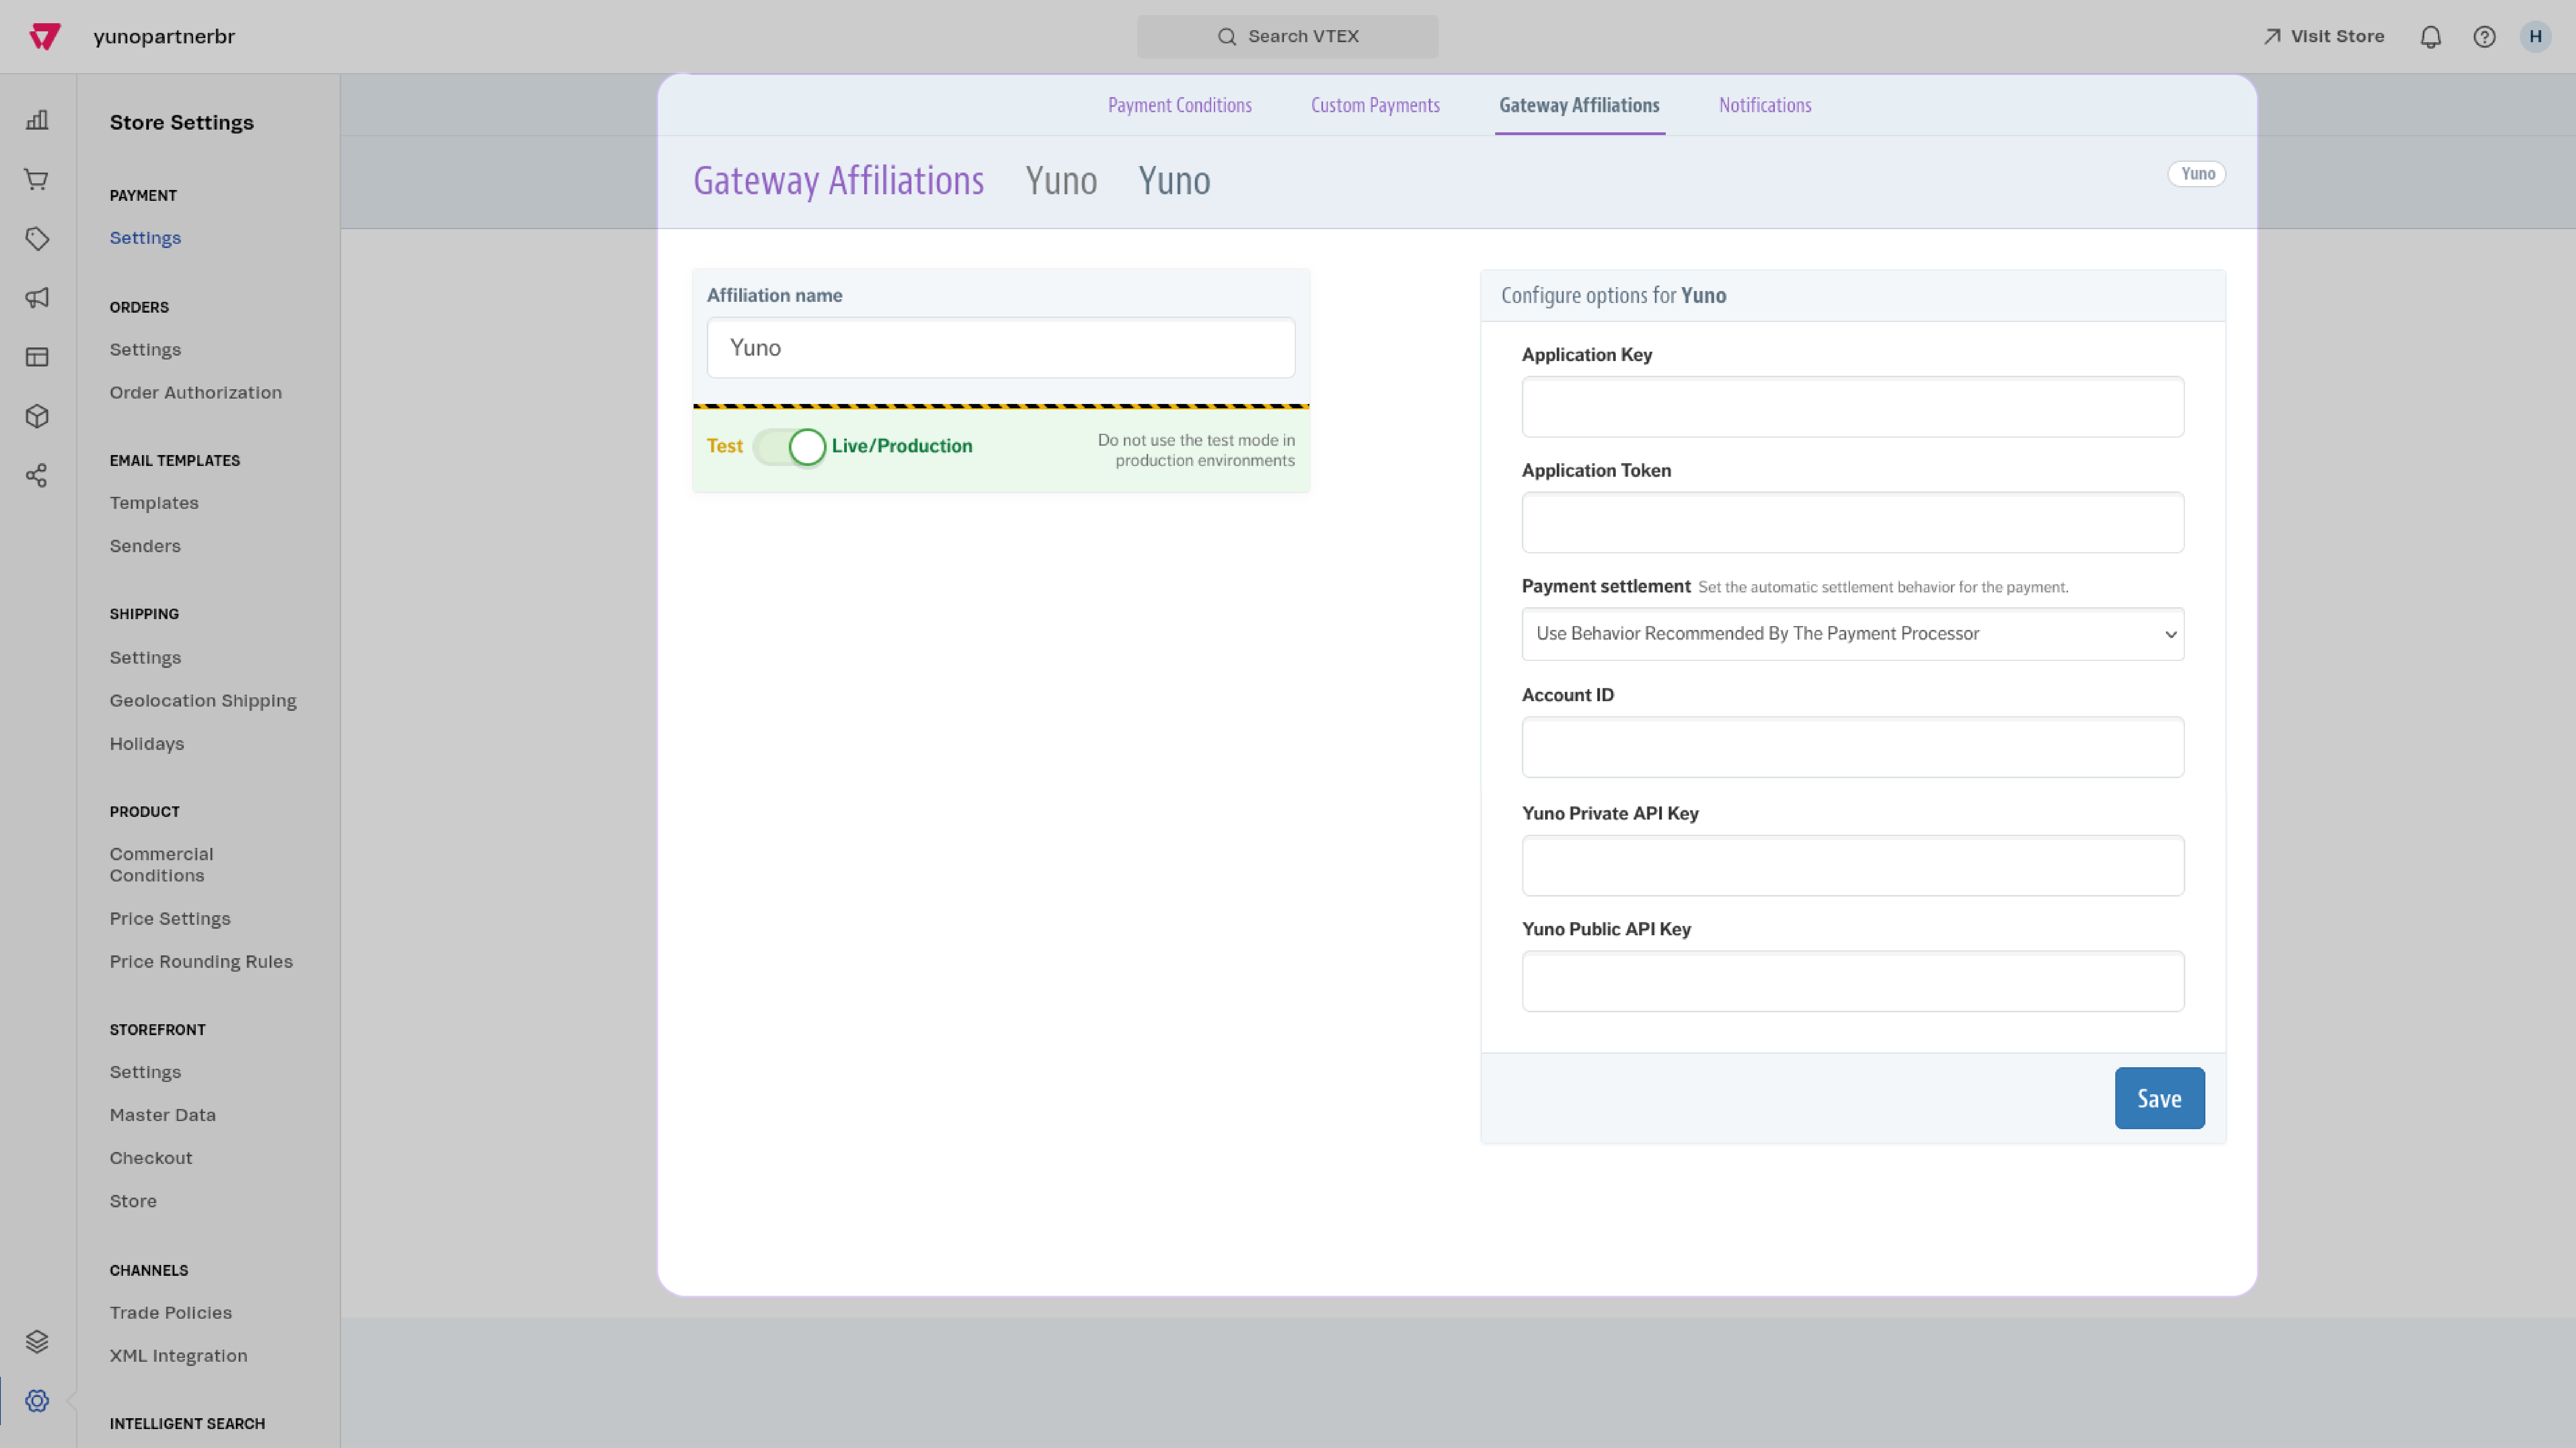 yunopartnerbr
Search VTEX
Visit Store
H
Store Settings
PAYMENT
Settings
ORDERS
Settings
Order Authorization
EMAIL TEMPLATES
Templates
Senders
SHIPPING
Settings
Geolocation Shipping
Holidays
PRODUCT
Commercial
Conditions
Price Settings
Price Rounding Rules
STOREFRONT
Settings
Master Data
Checkout
Store
CHANNELS
Trade Policies
XML Integration
INTELLIGENT SEARCH
Payment Conditions
Custom Payments
Gateway Affiliations
Notifications
Gateway Affiliations Yuno Yuno
Yuno
Affiliation name
Yuno
Test Live/Production
Do not use the test mode in
production environments
Configure options for Yuno
Application Key
Application Token
Payment settlement Set the automatic settlement behavior for the payment.
Use Behavior Recommended By The Payment Processor
Account ID
Yuno Private API Key
Yuno Public API Key
Save